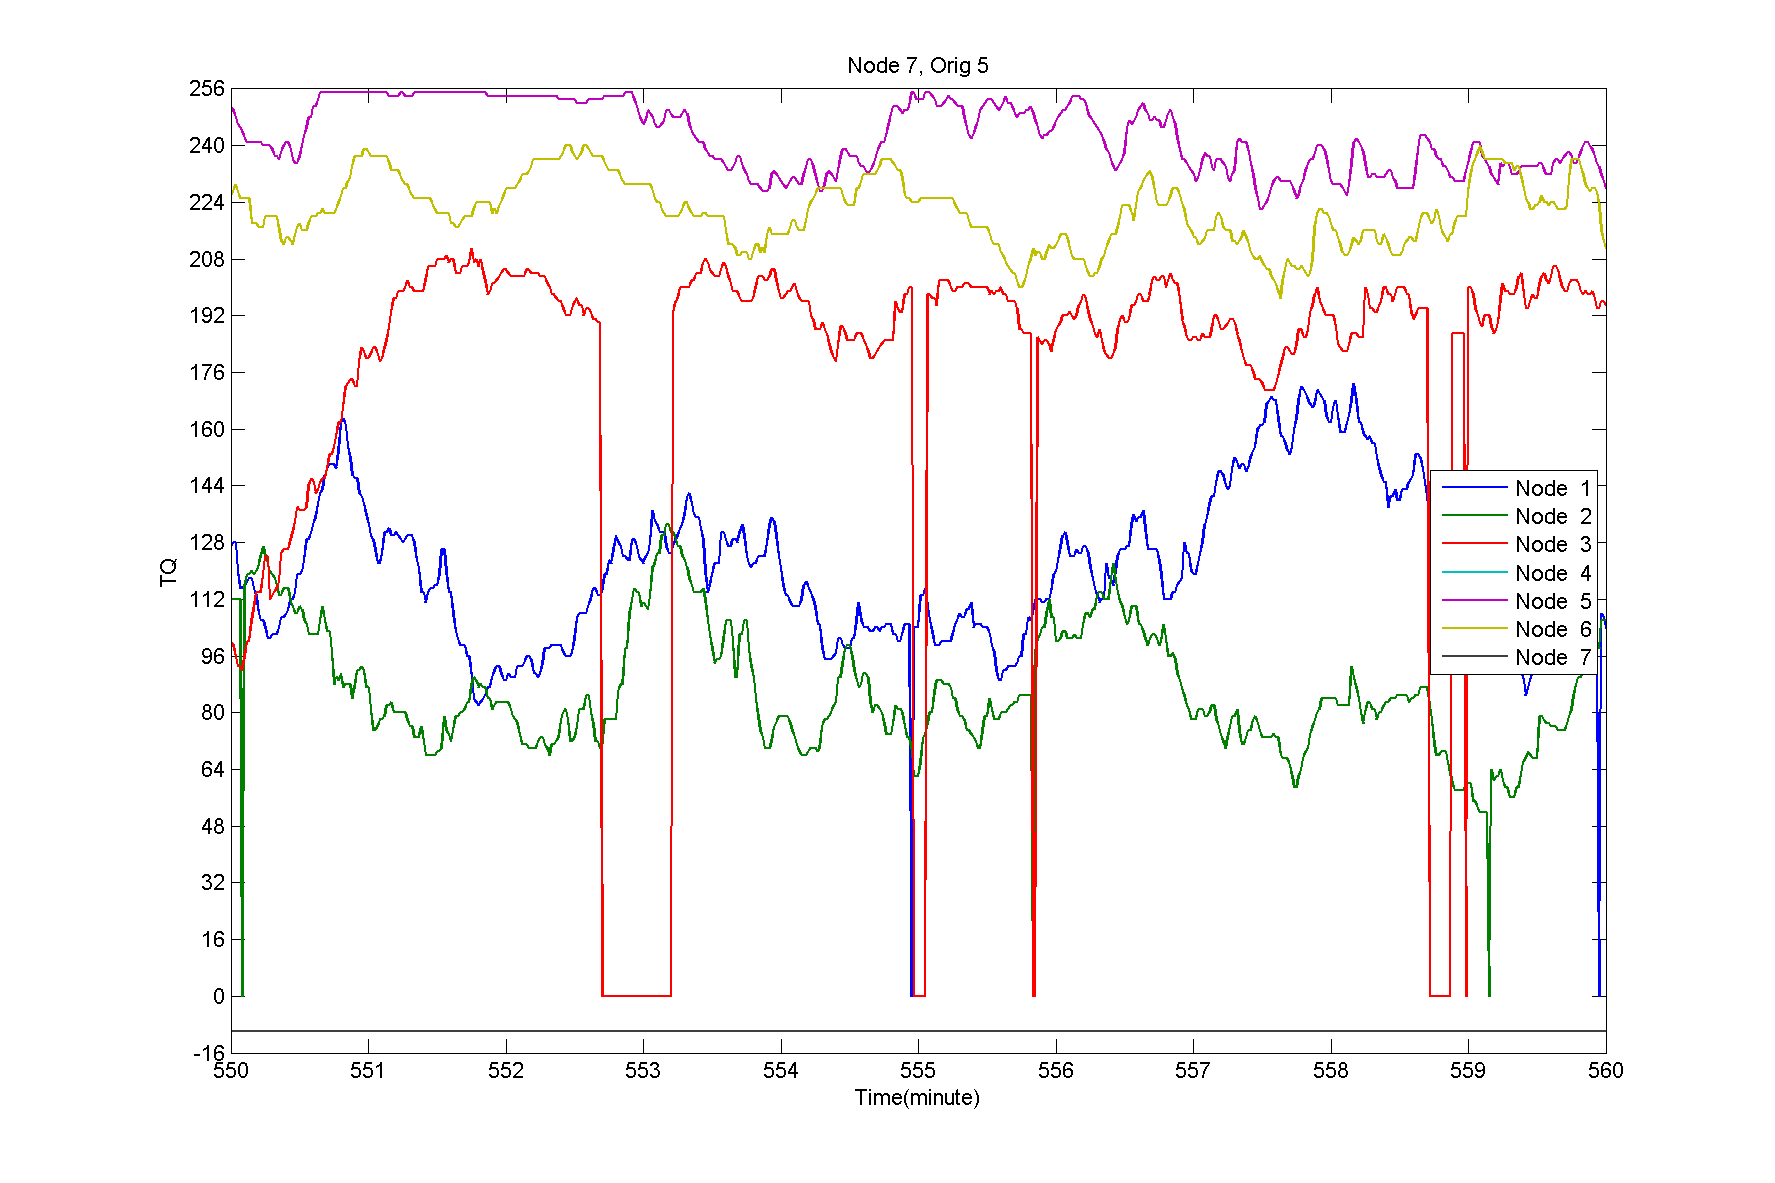 Node 7, Orig 5
256
240
224
208
192
176
160
144
128
112
96
80
64
48
32
16
0
-16
TQ
Node 1
Node 2
Node 3
Node 4
Node 5
Node 6
Node 7
550 551 552 553 554 555 556 557 558 559 560
Time(minute)